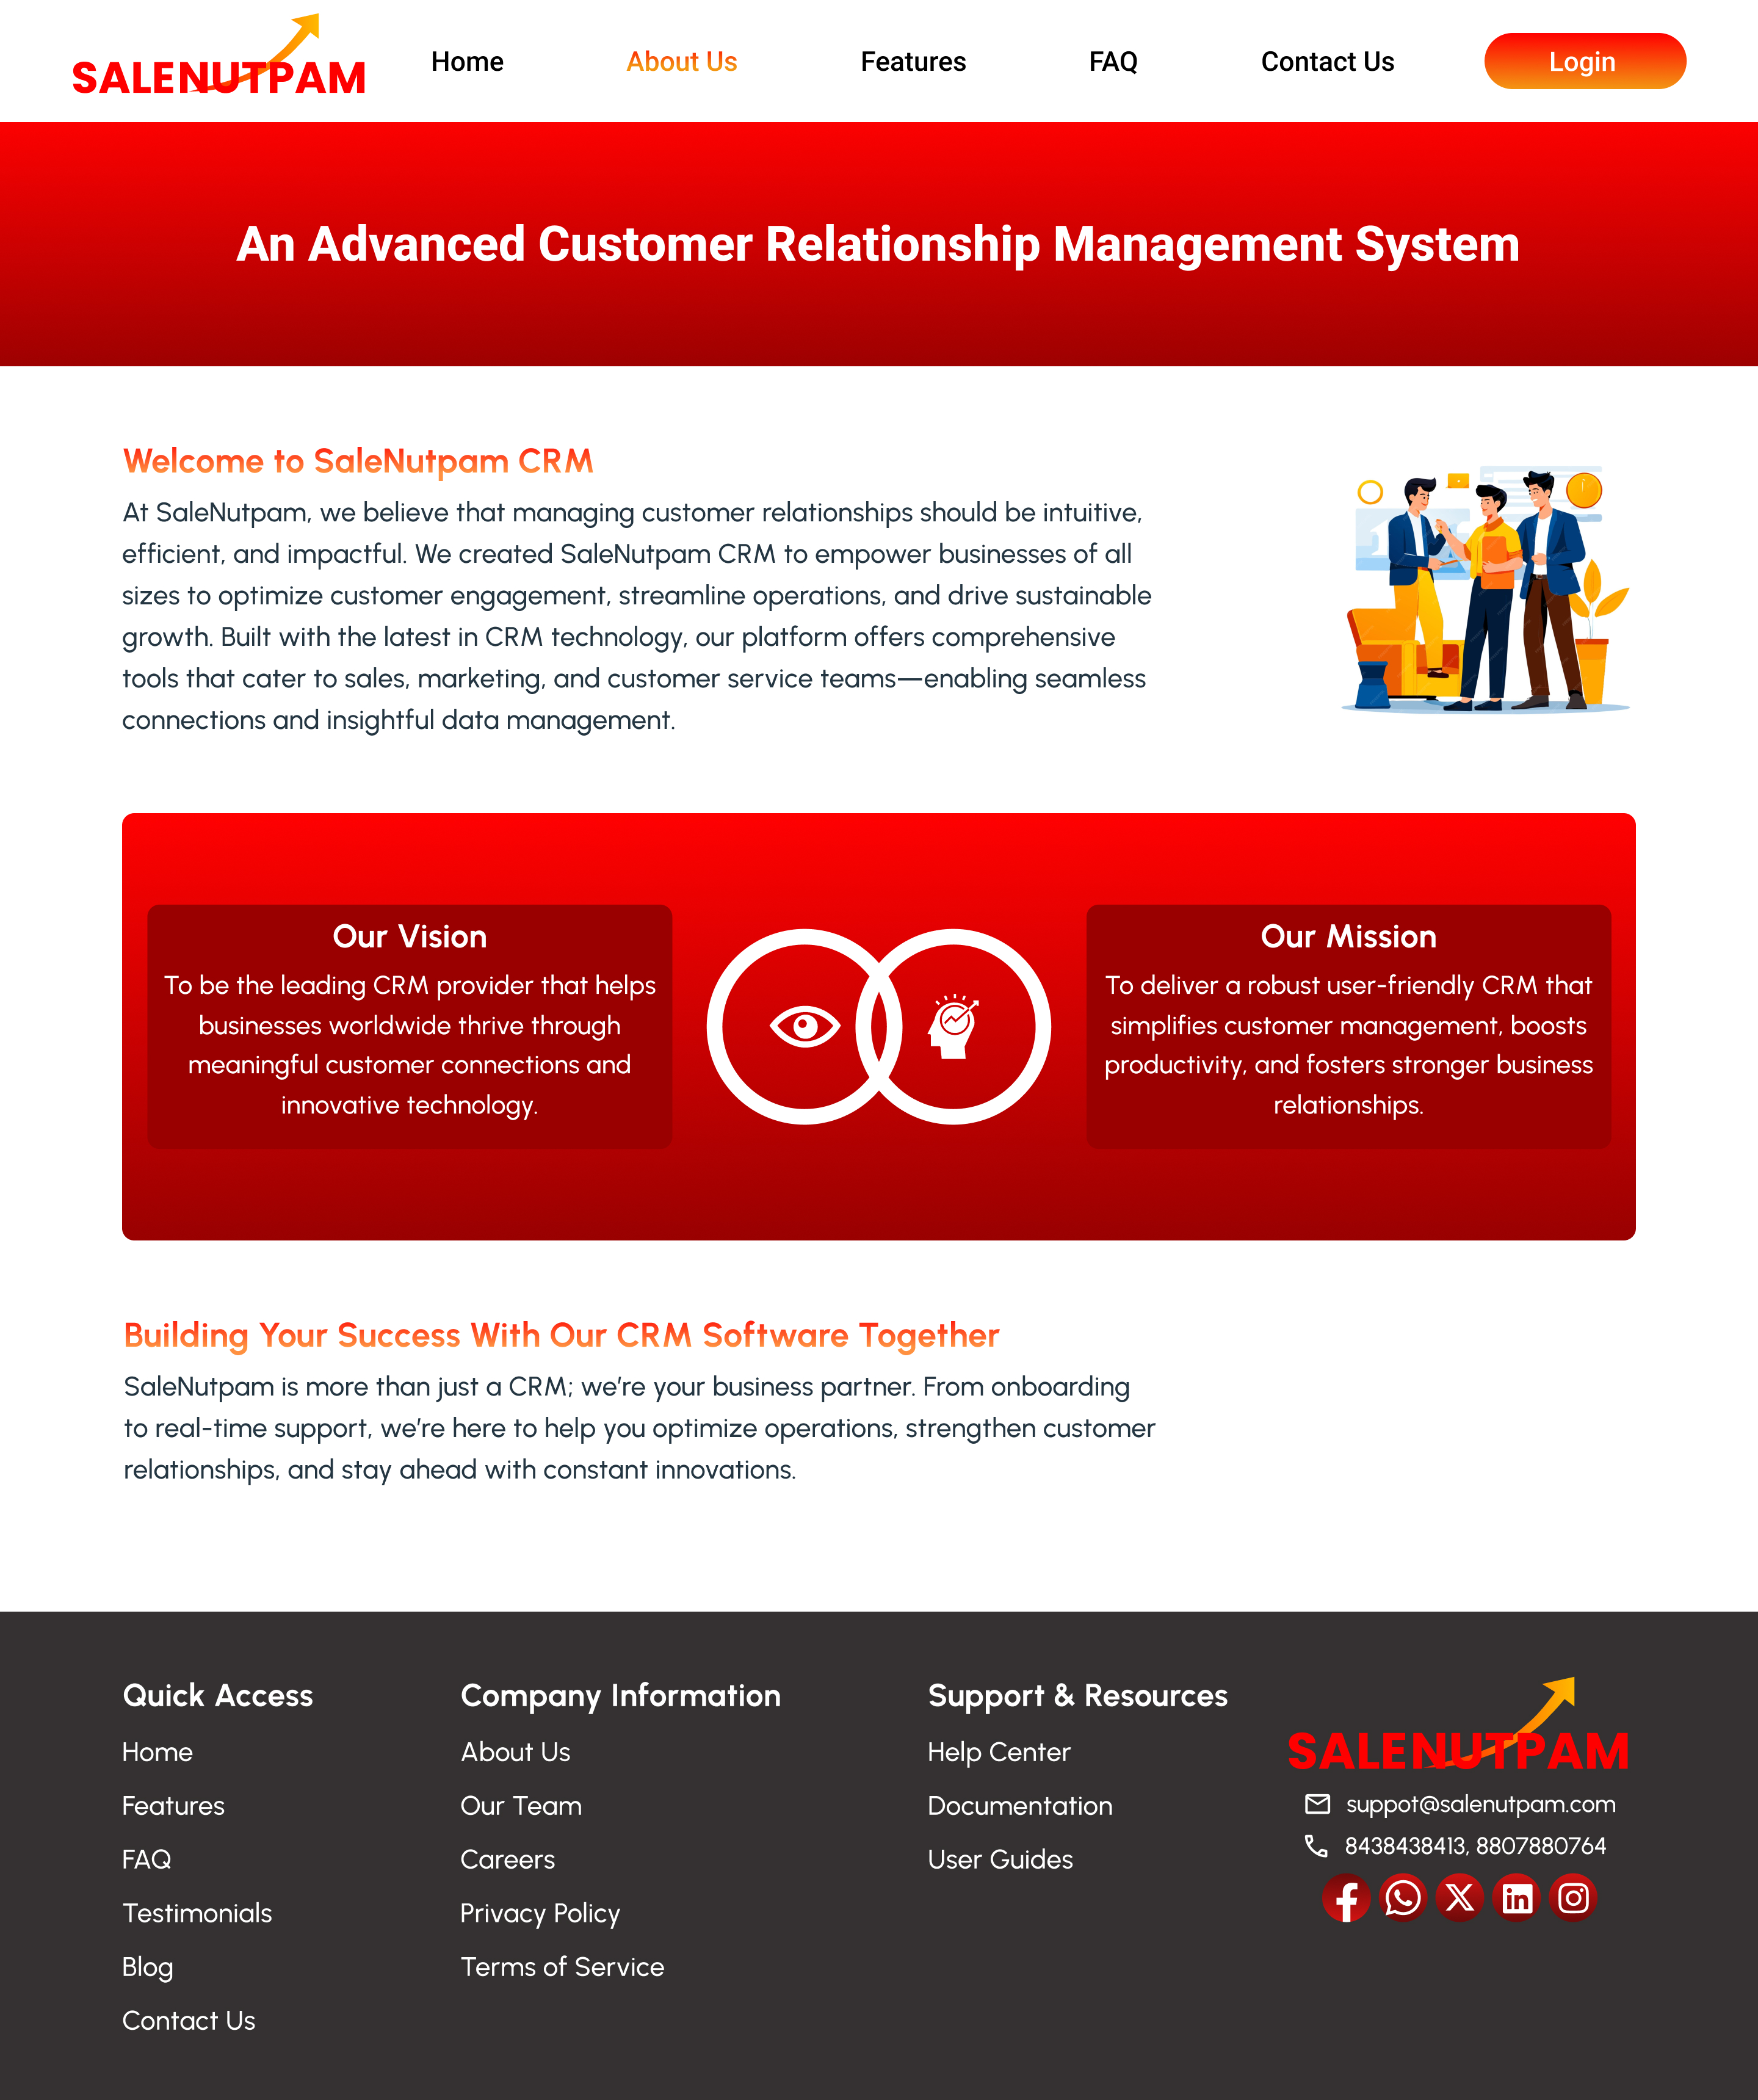 SALENUTPAM
Home
About Us
Features
FAQ
Contact Us
Login
An Advanced Customer Relationship Management System
Welcome to SaleNutpam CRM
At SaleNutpam, we believe that managing customer relationships should be intuitive,
efficient, and impactful. We created SaleNutpam CRM to empower businesses of all
sizes to optimize customer engagement, streamline operations, and drive sustainable
growth. Built with the latest in CRM technology, our platform offers comprehensive
tools that cater to sales, marketing, and customer service teams—enabling seamless
connections and insightful data management.
Our Vision
To be the leading CRM provider that helps
businesses worldwide thrive through
meaningful customer connections and
innovative technology.
Our Mission
To deliver a robust user-friendly CRM that
simplifies customer management, boosts
productivity, and fosters stronger business
relationships.
Building Your Success With Our CRM Software Together
SaleNutpam is more than just a CRM; we’re your business partner. From onboarding
to real-time support, we’re here to help you optimize operations, strengthen customer
relationships, and stay ahead with constant innovations.
Quick Access
Home
Features
FAQ
Testimonials
Blog
Contact Us
Company Information
About Us
Our Team
Careers
Privacy Policy
Terms of Service
Support & Resources
Help Center
Documentation
User Guides
SALENUTPAM
suppot@salenutpam.com
8438438413, 8807880764